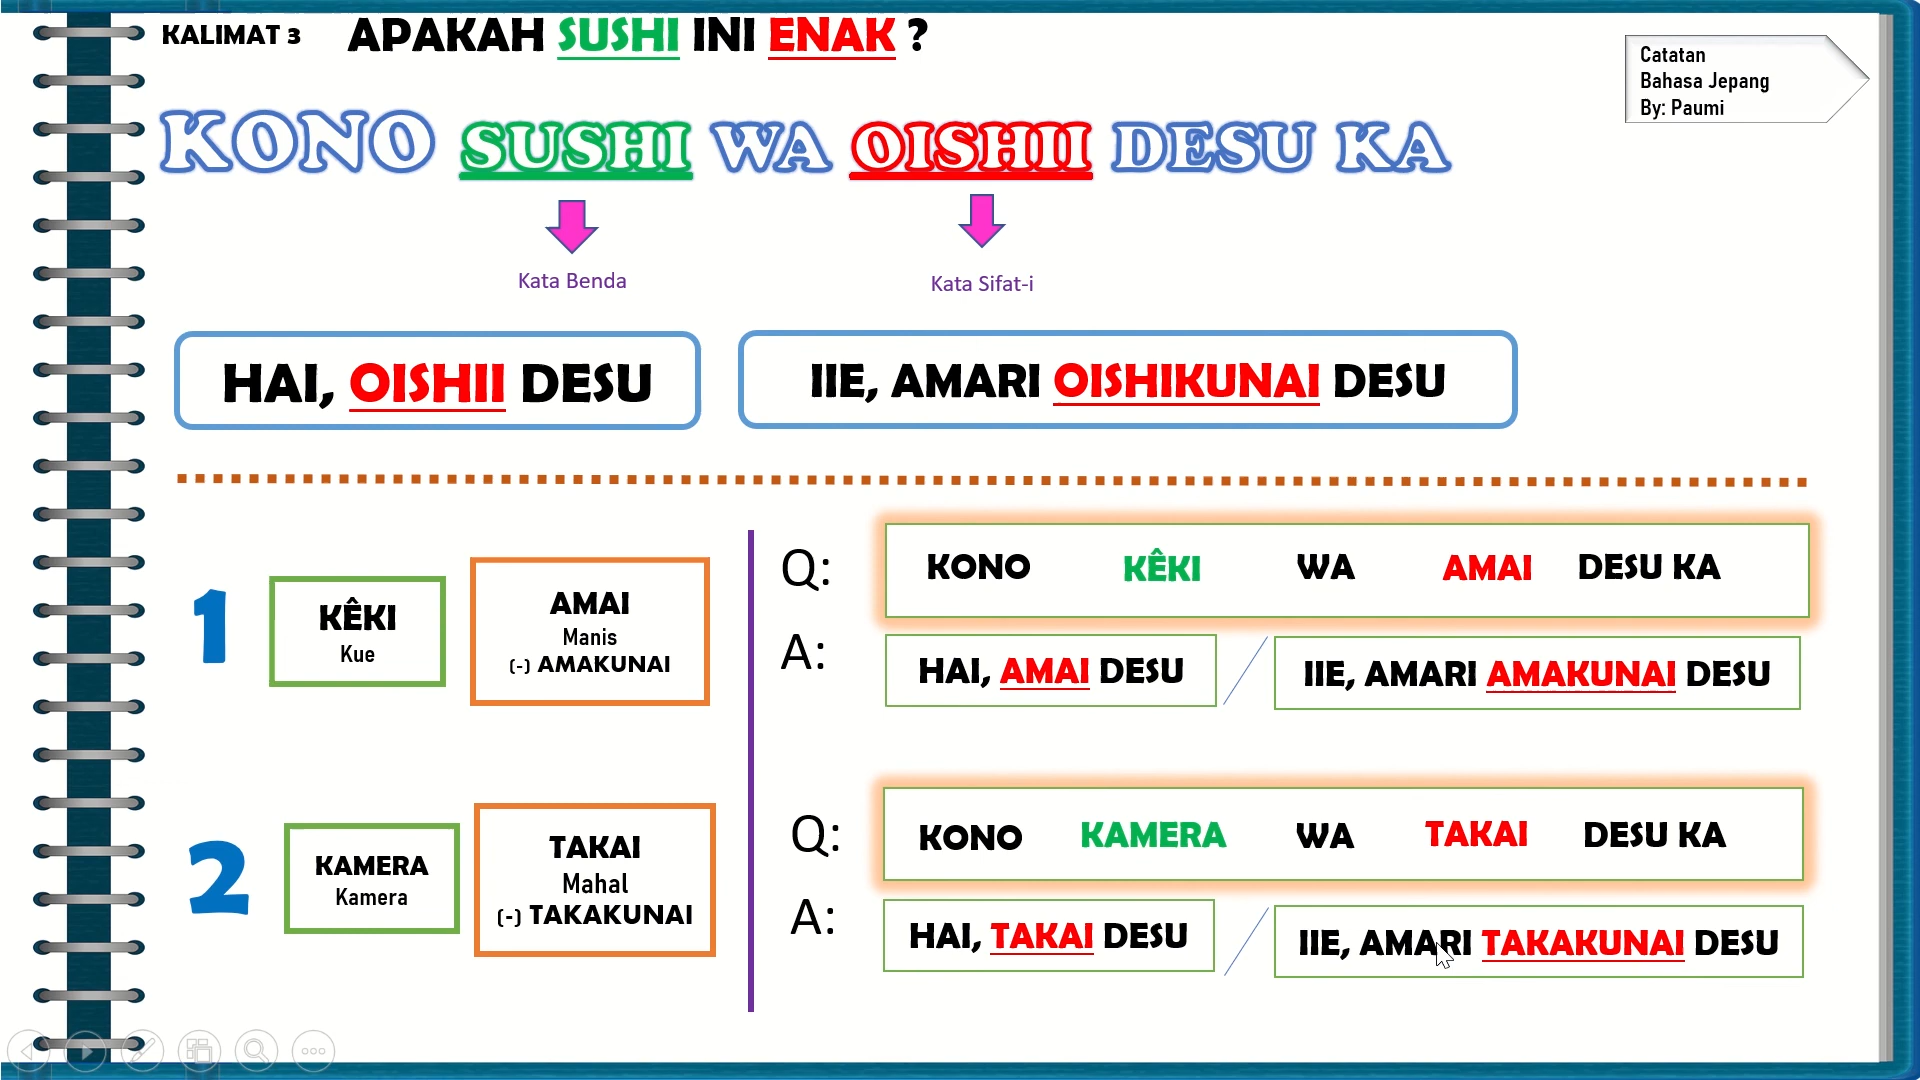 KALIMAT 3 APAKAH SUSHI INI ENAK ?
Catatan
Bahasa Jepang
By: Paumi
KONO SUSHI WA OISHII DESU KA
Kata Benda
Kata Sifat-i
HAI, OISHII DESU
IIE, AMARI OISHIKUNAI DESU
1
KÊKI
Kue
AMAI
Manis
(-) AMAKUNAI
Q: KONO KÊKI WA AMAI DESU KA
A: HAI, AMAI DESU / IIE, AMARI AMAKUNAI DESU
2
KAMERA
Kamera
TAKAI
Mahal
(-) TAKAKUNAI
Q: KONO KAMERA WA TAKAI DESU KA
A: HAI, TAKAI DESU / IIE, AMARI TAKAKUNAI DESU